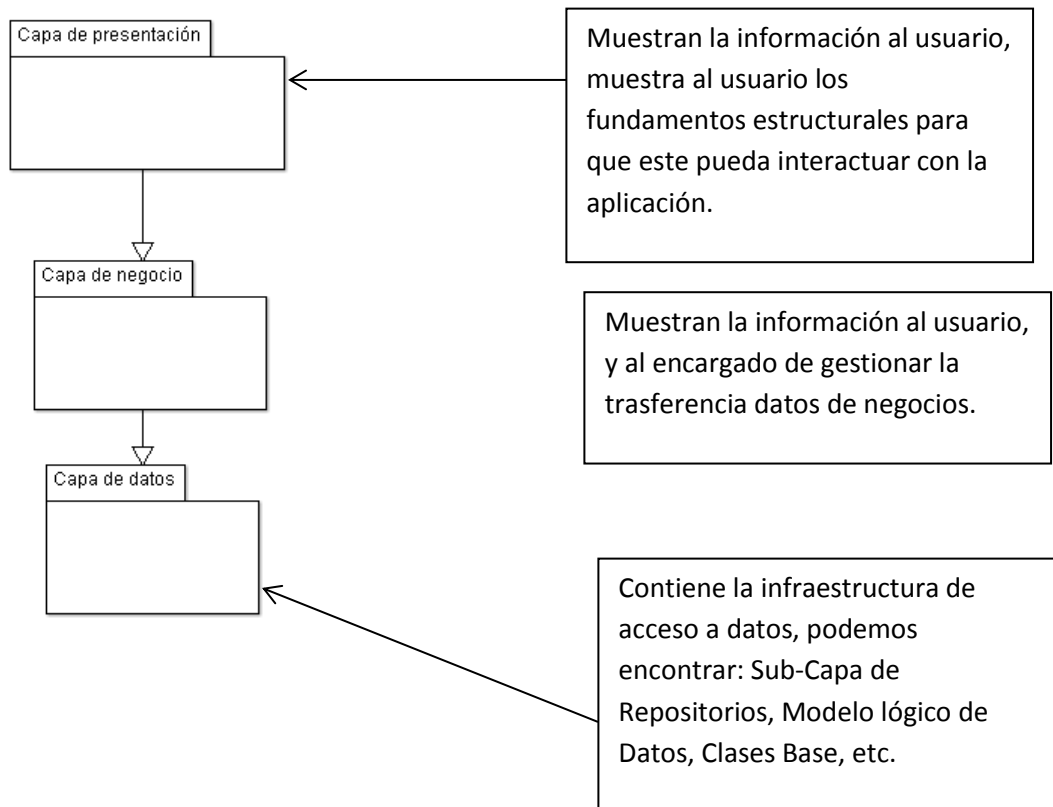 Capa de presentación
Muestran la información al usuario,
muestra al usuario los
fundamentos estructurales para
que este pueda interactuar con la
aplicación.
Capa de negocio
Muestran la información al usuario,
y al encargado de gestionar la
trasferencia datos de negocios.
Capa de datos
Contiene la infraestructura de
acceso a datos, podemos
encontrar: Sub-Capa de
Repositorios, Modelo lógico de
Datos, Clases Base, etc.